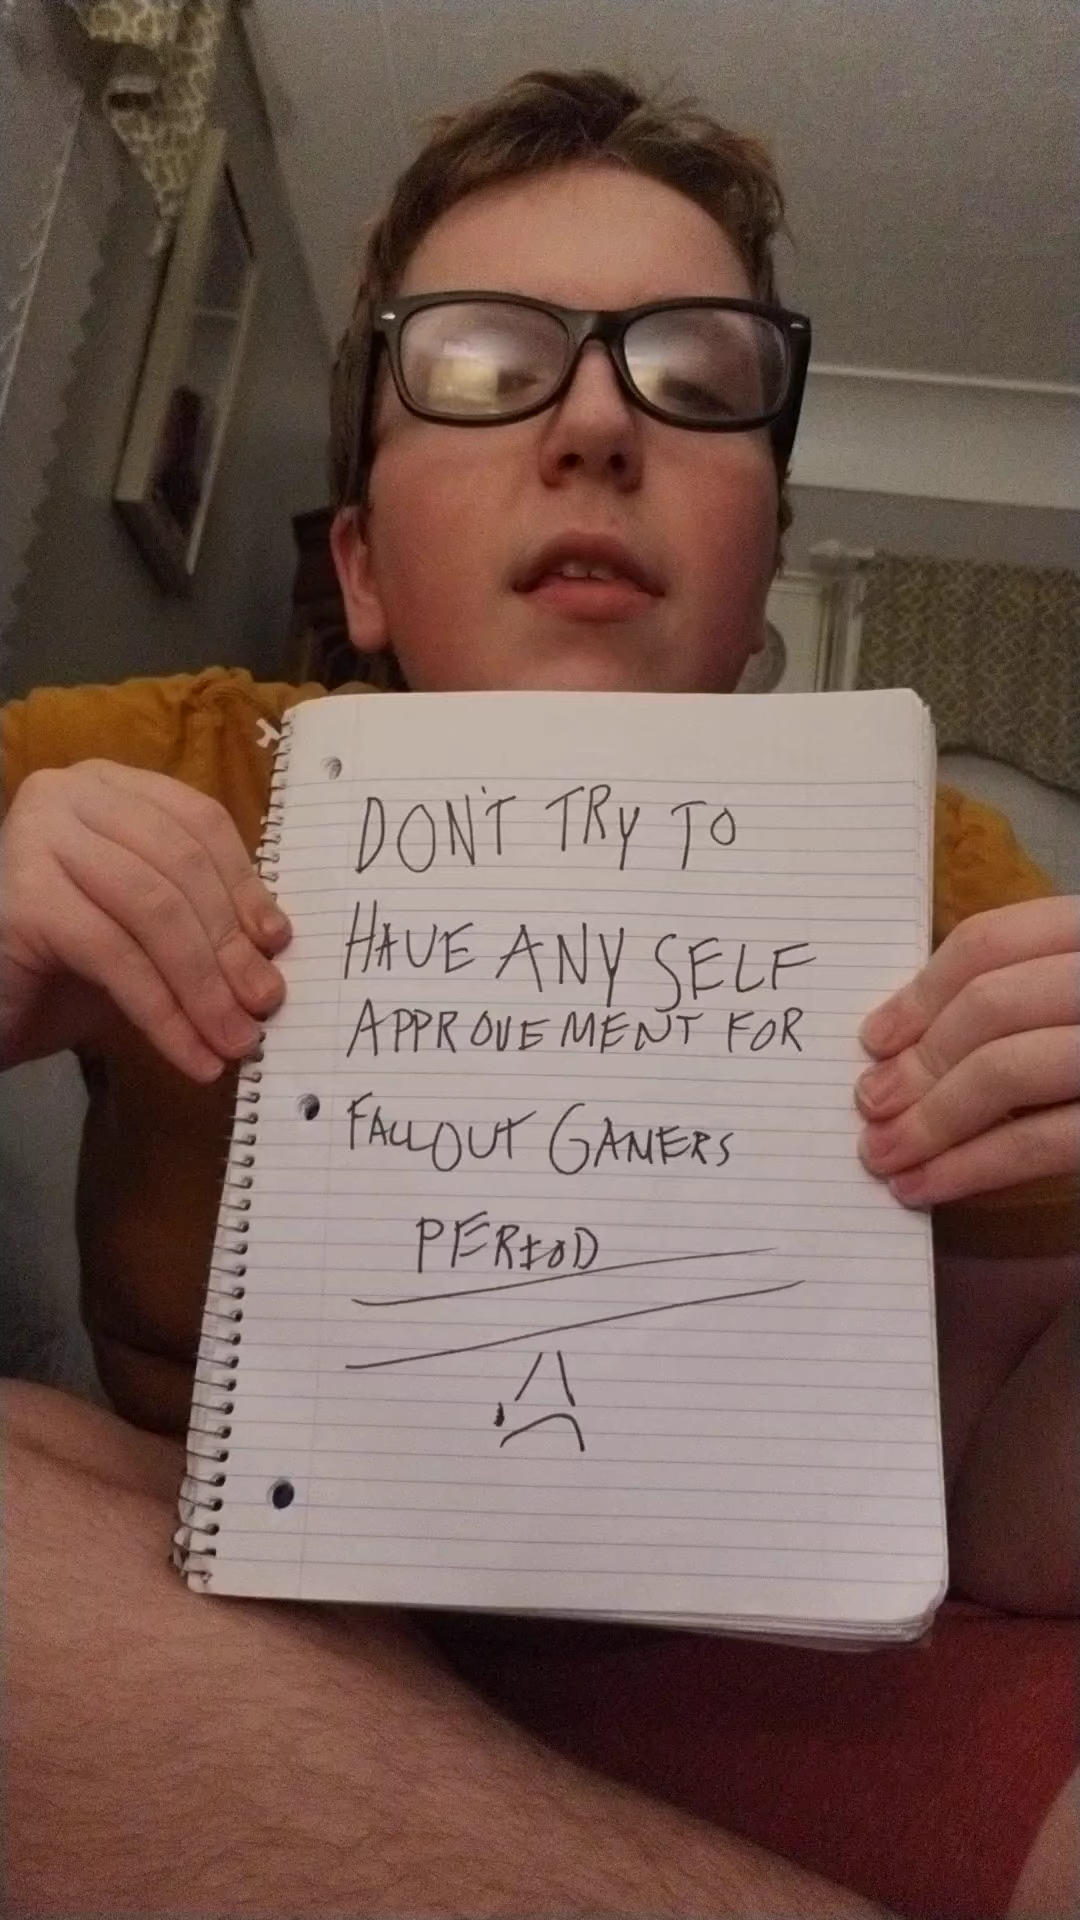 DON'T TRY TO
HAVE ANY SELF
APPROVEMENT FOR
FALLOUT GAMERS
PERIOD